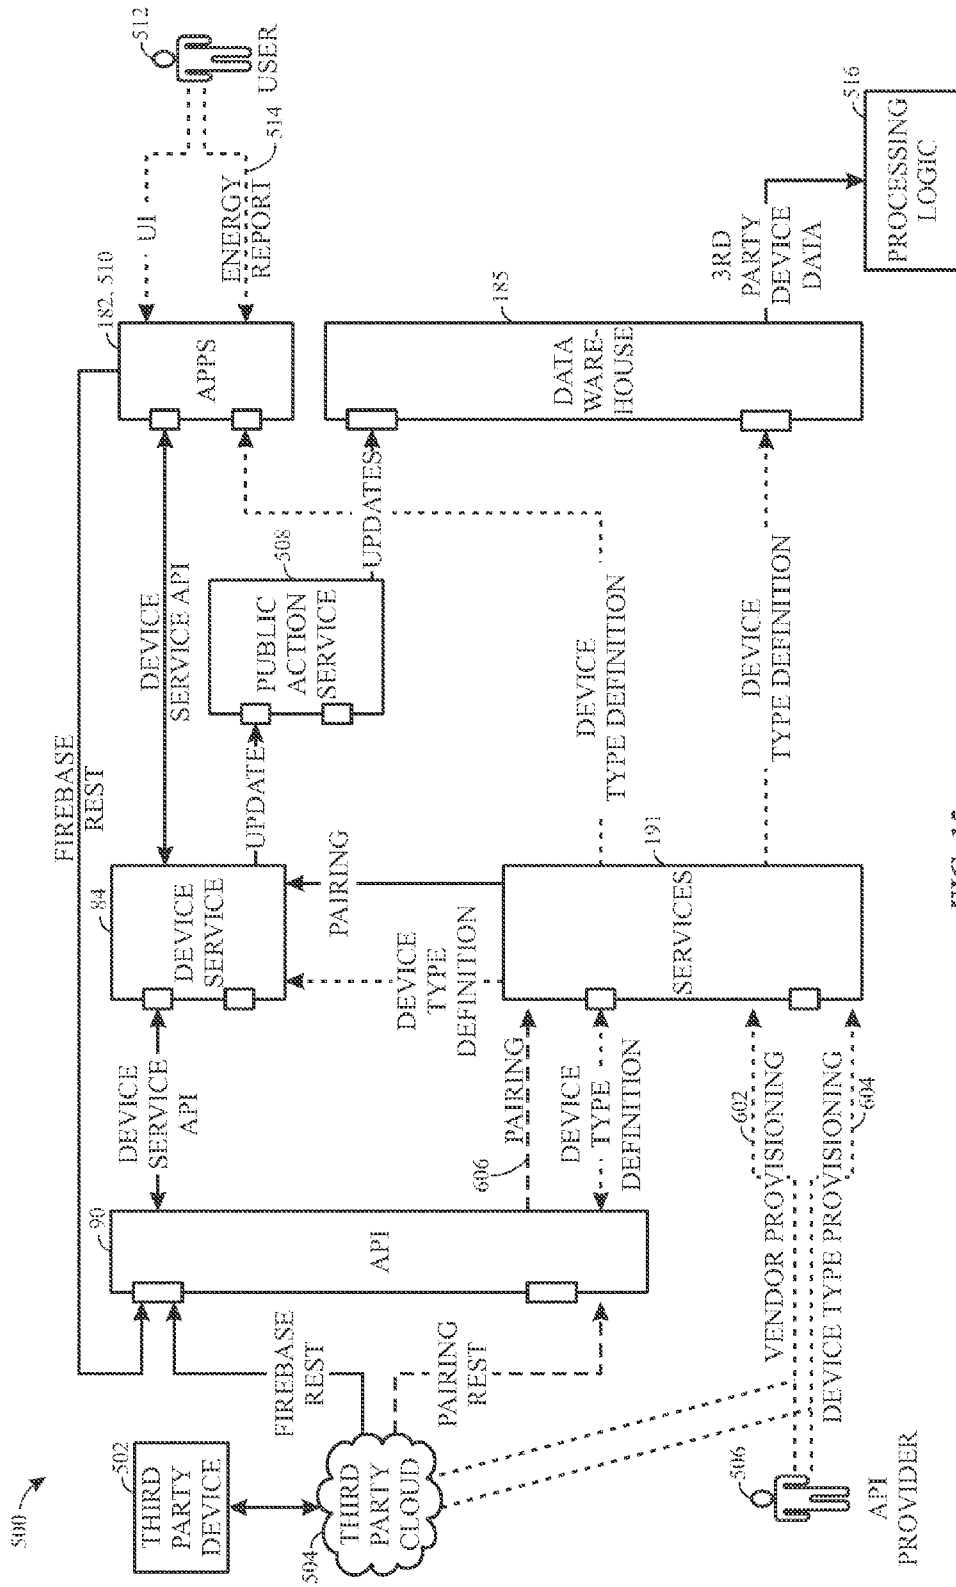 500
THIRD
PARTY
DEVICE
502
THIRD
PARTY
CLOUD
504
506
API
PROVIDER
FIREBASE
REST
FIREBASE
REST
PAIRING
REST
VENDOR PROVISIONING
602
DEVICE TYPE PROVISIONING
604
90
API
DEVICE
SERVICE
API
PAIRING
606
DEVICE
TYPE
DEFINITION
84
DEVICE
SERVICE
DEVICE
TYPE
DEFINITION
PAIRING
SERVICES
191
UPDATE
DEVICE
SERVICE API
PUBLIC
ACTION
SERVICE
508
UPDATES
DEVICE
TYPE DEFINITION
DEVICE
TYPE DEFINITION
182, 510
APPS
DATA
WARE-
HOUSE
185
UI
ENERGY
REPORT
514
512
USER
3RD
PARTY
DEVICE
DATA
PROCESSING
LOGIC
516